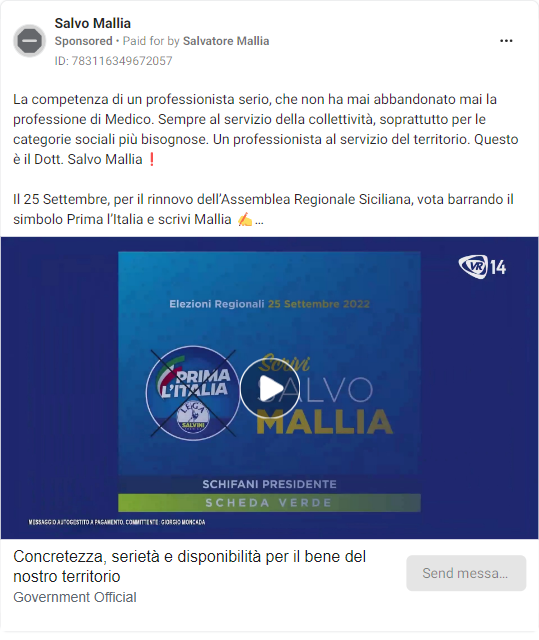 Salvo Mallia
Sponsored • Paid for by Salvatore Mallia
ID: 783116349672057
La competenza di un professionista serio, che non ha mai abbandonato mai la
professione di Medico. Sempre al servizio della collettività, soprattutto per le
categorie sociali più bisognose. Un professionista al servizio del territorio. Questo
è il Dott. Salvo Mallia❗
Il 25 Settembre, per il rinnovo dell'Assemblea Regionale Siciliana, vota barrando il
simbolo Prima l'Italia e scrivi Mallia ✍️...
VR 14
Elezioni Regionali 25 Settembre 2022
PRIMA
L'ITALIA
LEGA
SALVINI
Scrivi
SALVO
MALLIA
SCHIFANI PRESIDENTE
SCHEDA VERDE
MESSAGGIO AUTOGESTITO A PAGAMENTO. COMMITTENTE: GIORGIO MONCADA
Concretezza, serietà e disponibilità per il bene del
nostro territorio
Government Official
Send messa...